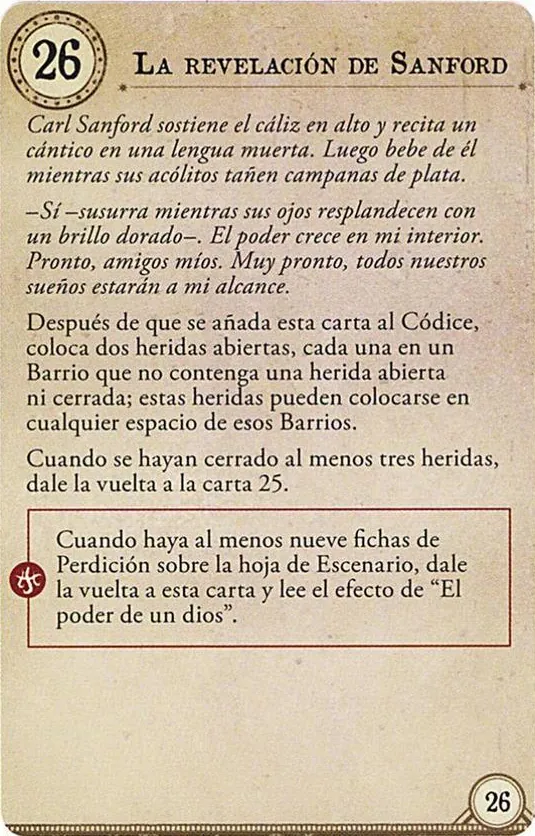 26
La revelación de Sanford
Carl Sanford sostiene el cáliz en alto y recita un
cántico en una lengua muerta. Luego bebe de él
mientras sus acólitos tañen campanas de plata.
–Sí –susurra mientras sus ojos resplandecen con
un brillo dorado–. El poder crece en mi interior.
Pronto, amigos míos. Muy pronto, todos nuestros
sueños estarán a mi alcance.
Después de que se añada esta carta al Códice,
coloca dos heridas abiertas, cada una en un
Barrio que no contenga una herida abierta
ni cerrada; estas heridas pueden colocarse en
cualquier espacio de esos Barrios.
Cuando se hayan cerrado al menos tres heridas,
dale la vuelta a la carta 25.
Cuando haya al menos nueve fichas de
Perdición sobre la hoja de Escenario, dale
la vuelta a esta carta y lee el efecto de “El
poder de un dios”.
26